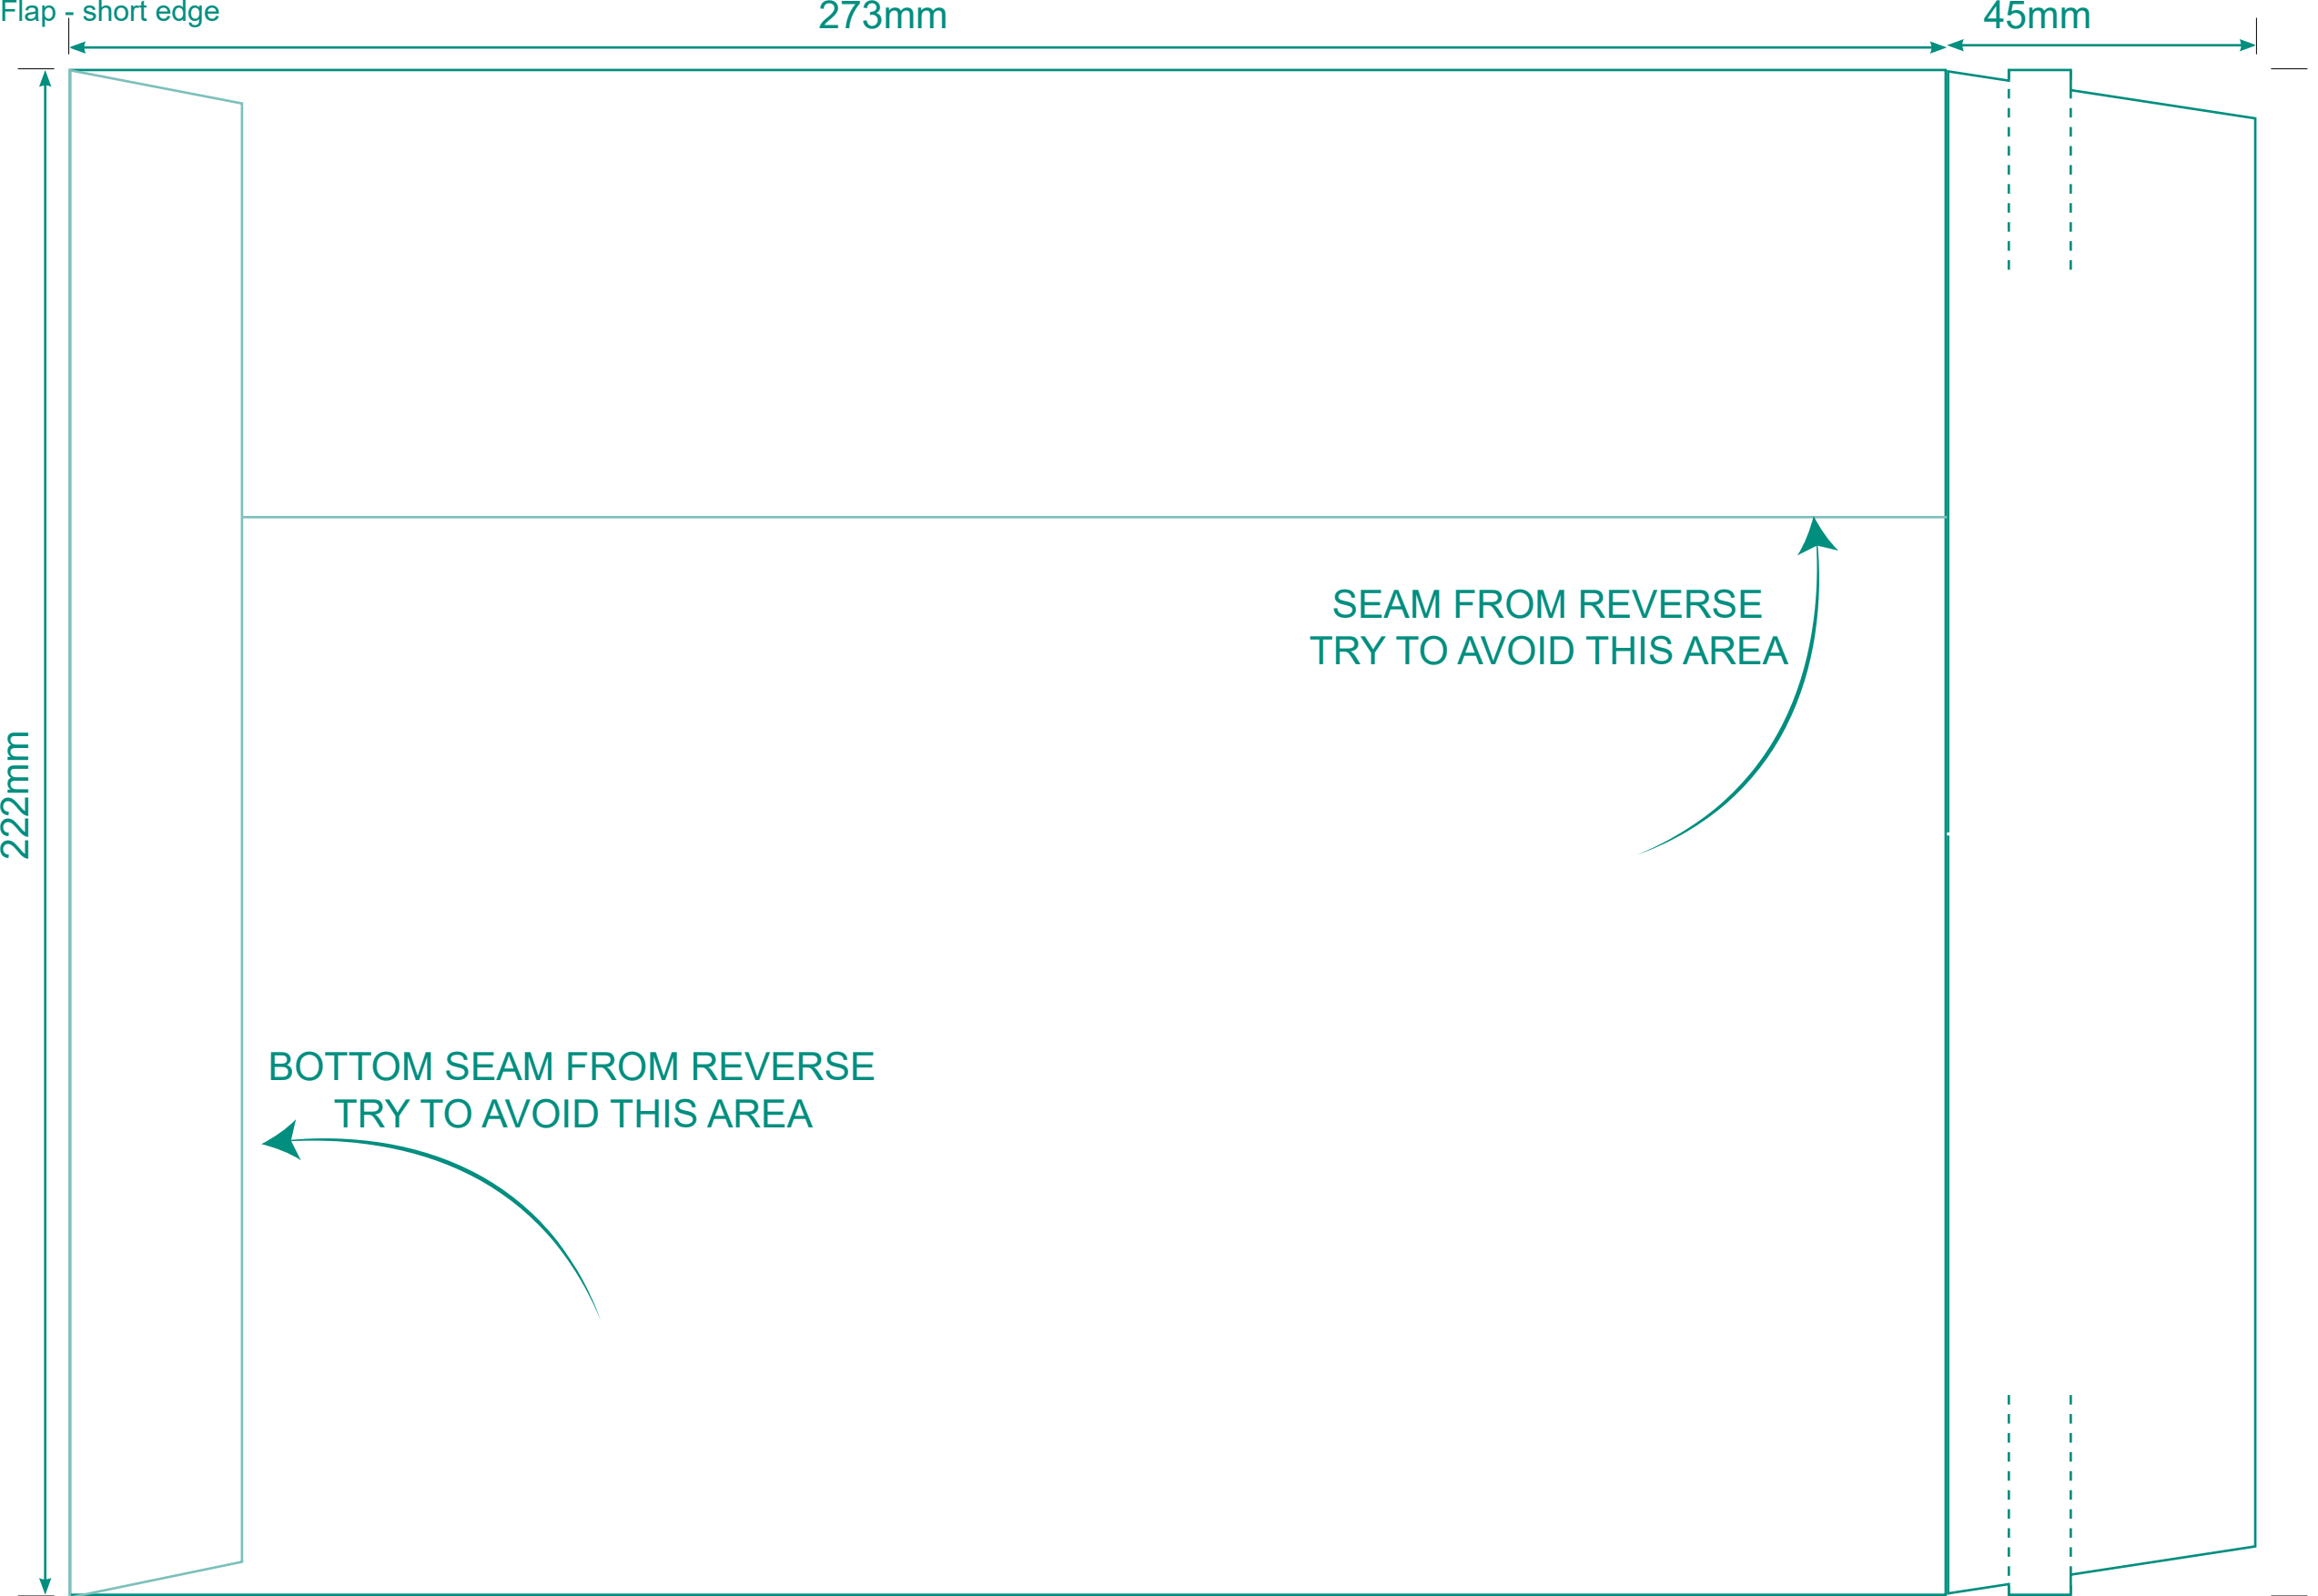 Flap - short edge
273mm
45mm
SEAM FROM REVERSE
TRY TO AVOID THIS AREA
222mm
BOTTOM SEAM FROM REVERSE
TRY TO AVOID THIS AREA